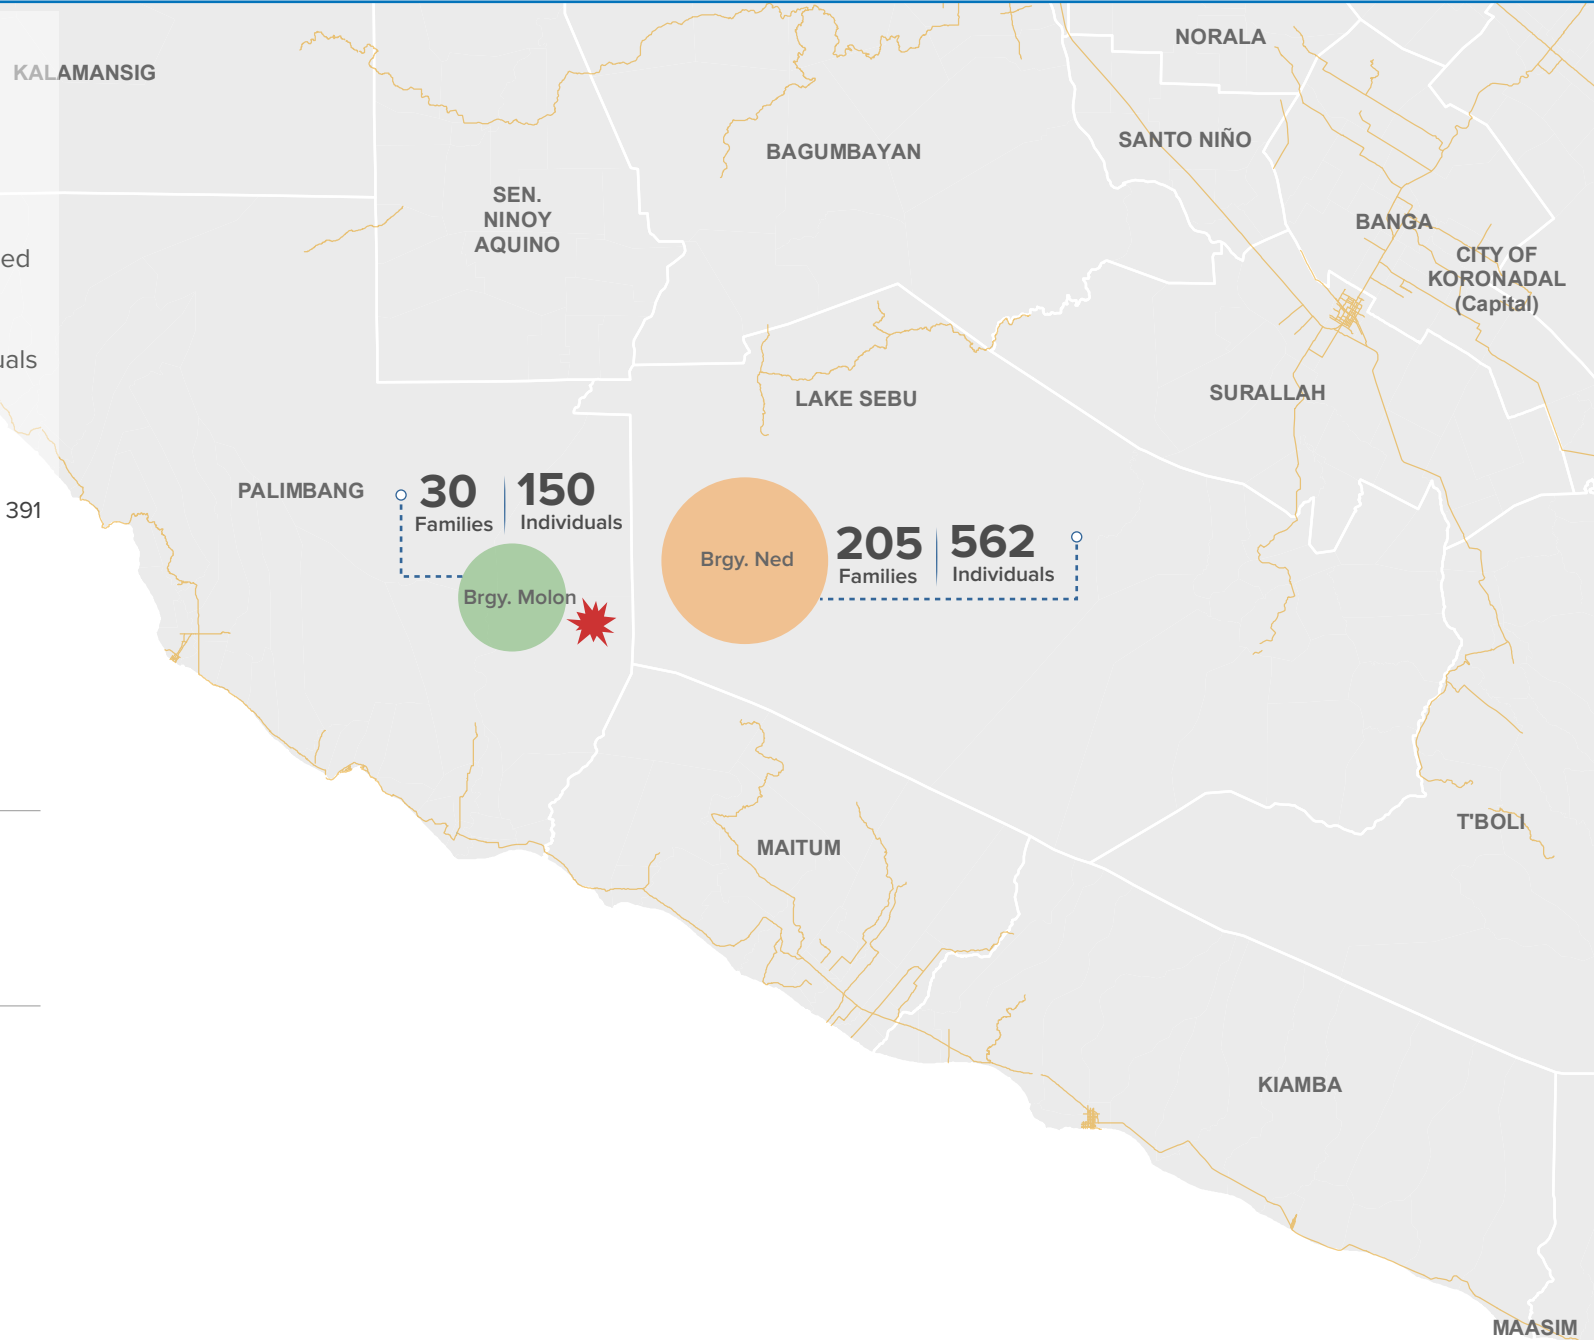 NORALA
KALAMANSIG
SANTO NIÑO
BAGUMBAYAN
SEN.
NINOY
AQUINO
BANGA
CITY OF
KORONADAL
(Capital)
ed
uals
SURALLAH
LAKE SEBU
PALIMBANG
30
Families
150
Individuals
391
205
Families
562
Individuals
Brgy. Ned
Brgy. Molon
T'BOLI
MAITUM
KIAMBA
MAASIM